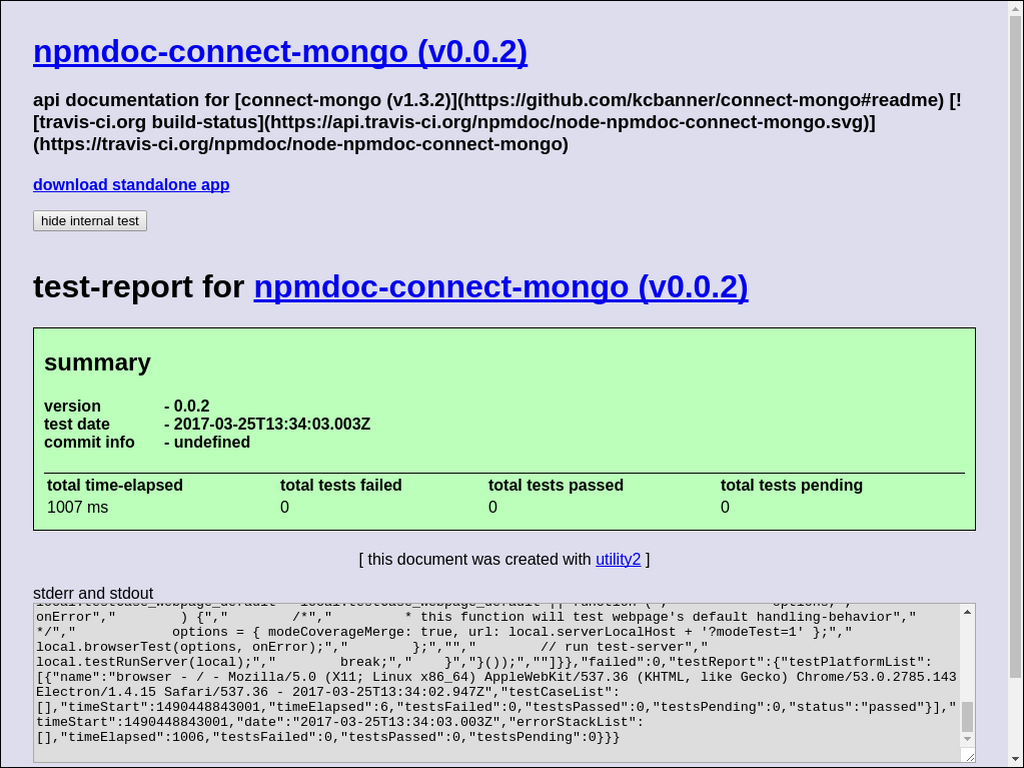 npmdoc-connect-mongo (v0.0.2)
api documentation for [connect-mongo (v1.3.2)](https://github.com/kcbanner/connect-mongo#readme) [!
[travis-ci.org build-status](https://api.travis-ci.org/npmdoc/node-npmdoc-connect-mongo.svg)]
(https://travis-ci.org/npmdoc/node-npmdoc-connect-mongo)
download standalone app
hide internal test
test-report for npmdoc-connect-mongo (v0.0.2)
summary
version - 0.0.2
test date - 2017-03-25T13:34:03.003Z
commit info - undefined
total time-elapsed total tests failed total tests passed total tests pending
1007 ms 0 0 0
[ this document was created with utility2 ]
stderr and stdout
local.testCase_webpage_default = local.testCase_webpage_default || function (","            options,","
onError","        ) {","        /*","         * this function will test webpage's default handling-behavior","
*/","            options = { modeCoverageMerge: true, url: local.serverLocalHost + '?modeTest=1' };","
local.browserTest(options, onError);","        };","","        // run test-server","
local.testRunServer(local);","        break;","    }","}());",""]}},"failed":0,"testReport":{"testPlatformList":
[{"name":"browser - / - Mozilla/5.0 (X11; Linux x86_64) AppleWebKit/537.36 (KHTML, like Gecko) Chrome/53.0.2785.143
Electron/1.4.15 Safari/537.36 - 2017-03-25T13:34:02.947Z","testCaseList":
[],"timeStart":1490448843001,"timeElapsed":6,"testsFailed":0,"testsPassed":0,"testsPending":0,"status":"passed"}],"
timeStart":1490448843001,"date":"2017-03-25T13:34:03.003Z","errorStackList":
[],"timeElapsed":1006,"testsFailed":0,"testsPassed":0,"testsPending":0}}}